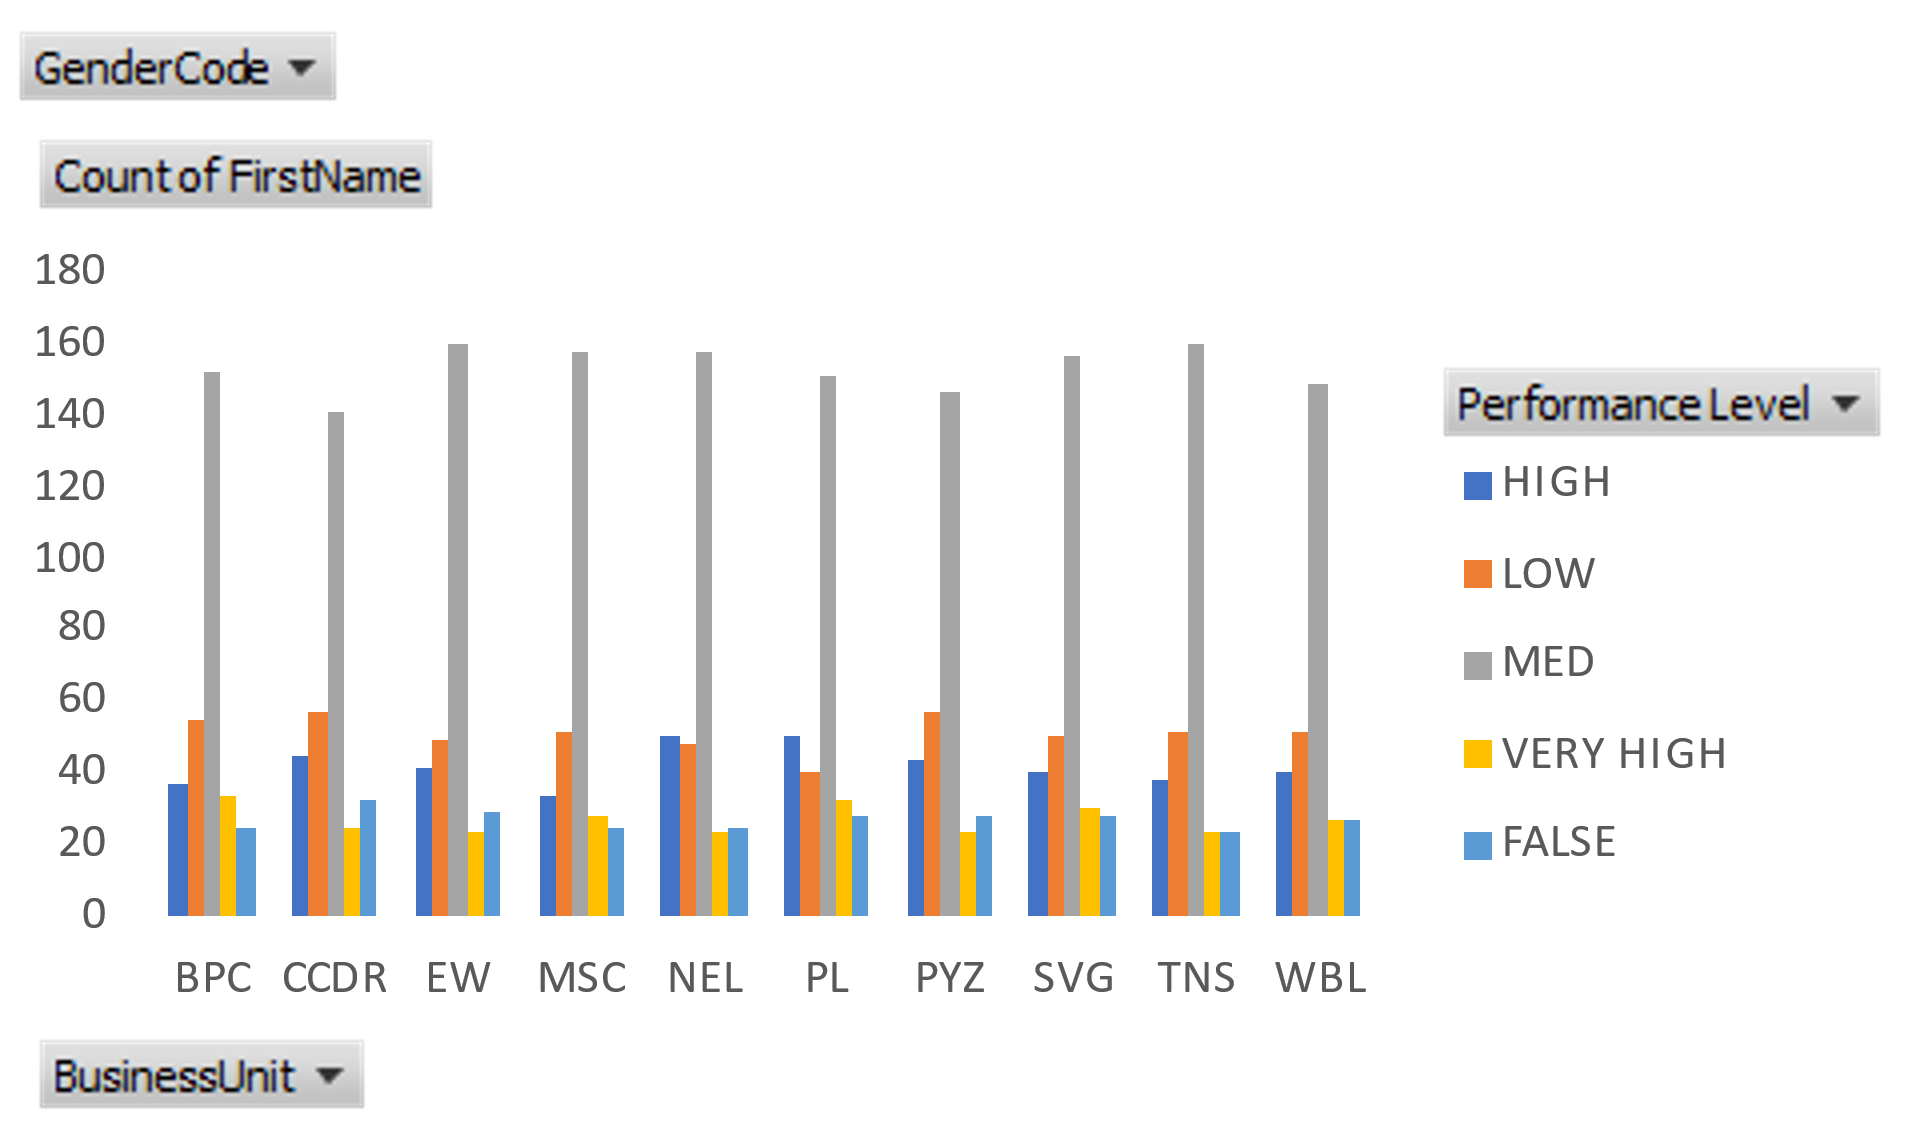 GenderCode
Count of FirstName
180
160
140
120
100
80
60
40
20
0
BPC CCDR EW MSC NEL PL PYZ SVG TNS WBL
Performance Level
HIGH
LOW
MED
VERY HIGH
FALSE
BusinessUnit